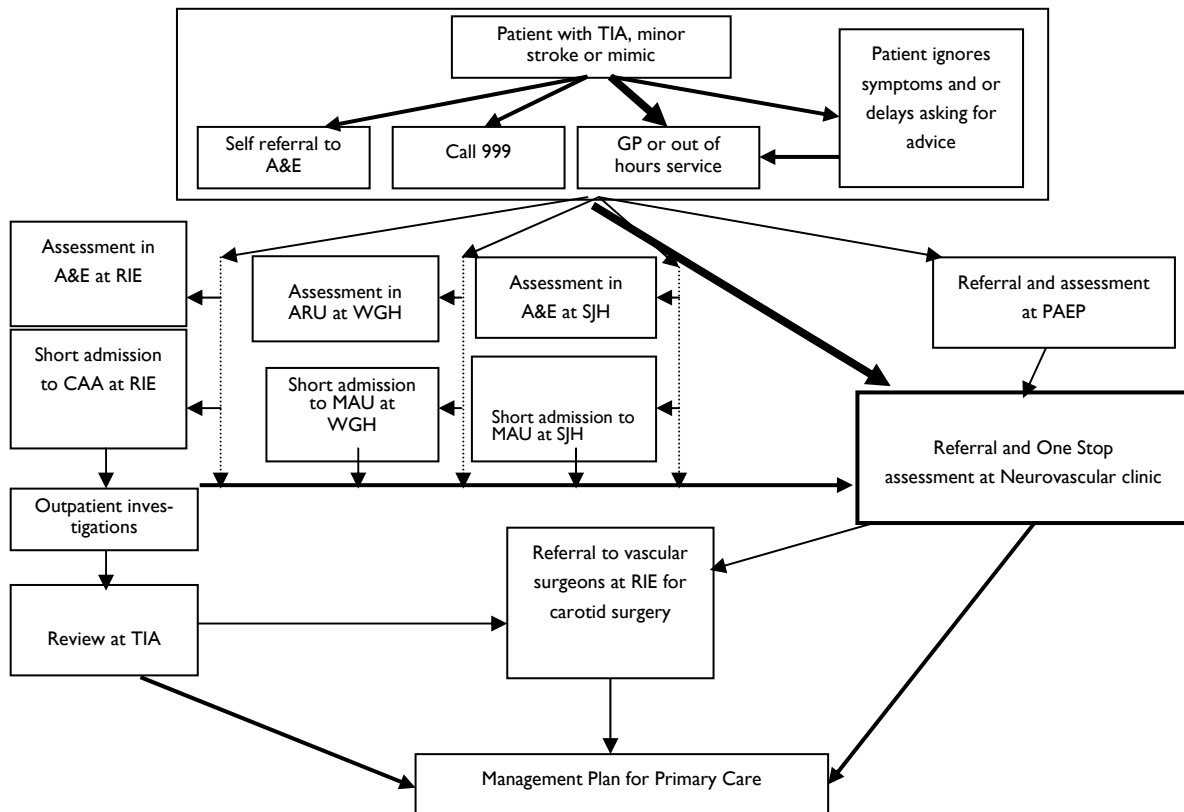 Patient with TIA, minor
stroke or mimic
Patient ignores
symptoms and or
delays asking for
advice
Self referral to
A&E
Call 999
GP or out of
hours service
Assessment in
A&E at RIE
Assessment in
ARU at WGH
Assessment in
A&E at SJH
Referral and assessment
at PAEP
Short admission
to CAA at RIE
Short admission
to MAU at
WGH
Short admission to
MAU at SJH
Referral and One Stop
assessment at Neurovascular clinic
Outpatient inves-
tigations
Referral to vascular
surgeons at RIE for
carotid surgery
Review at TIA
Management Plan for Primary Care